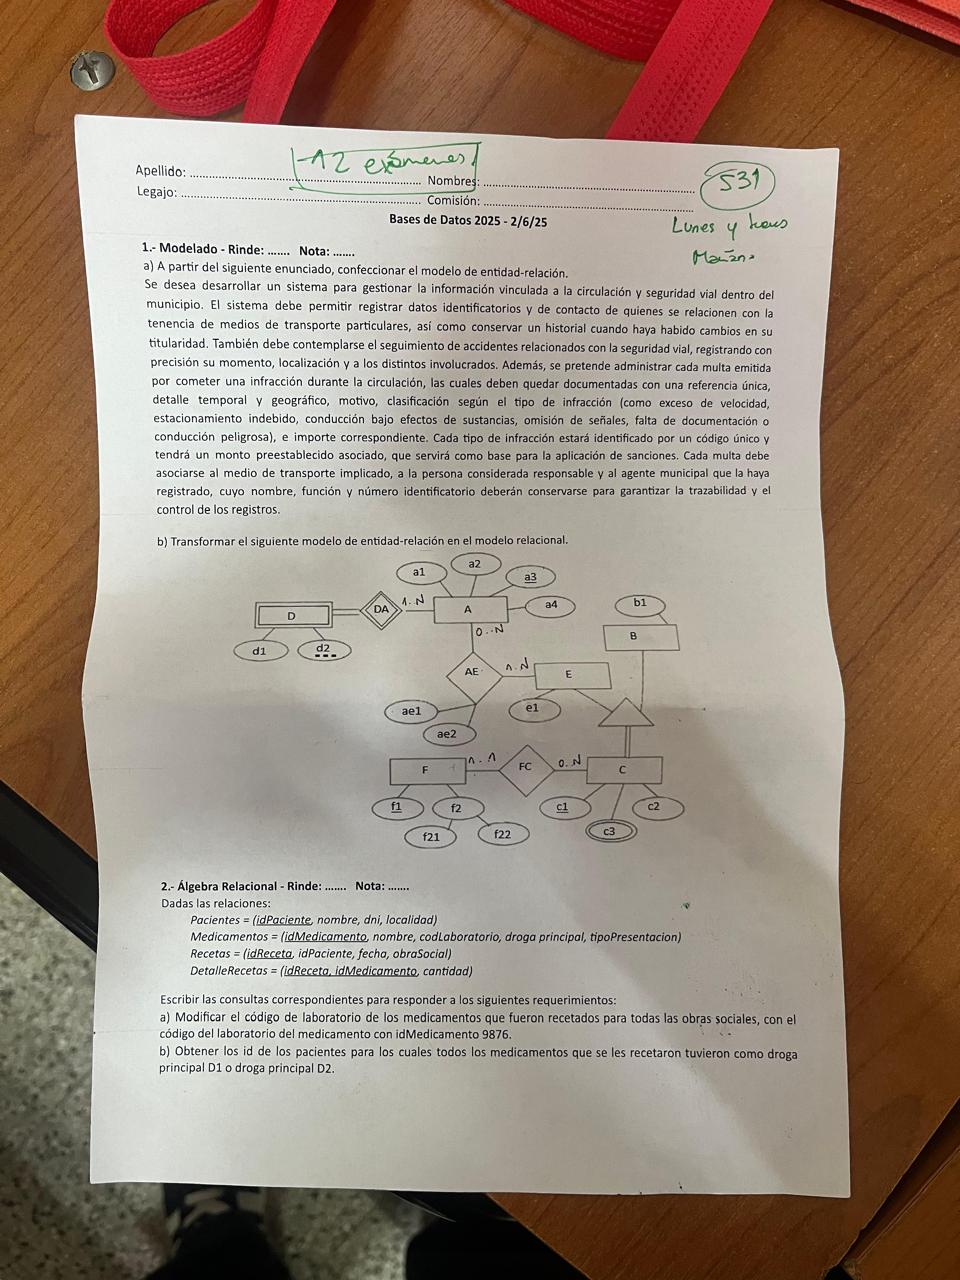 12 exámenes
Apellido: ........ Nombres: ........
531
Legajo: ........ Comisión: ........
Bases de Datos 2025 - 2/6/25
Lunes y
1.- Modelado - Rinde: ....... Nota: .......
a) A partir del siguiente enunciado, confeccionar el modelo de entidad-relación.
Se desea desarrollar un sistema para gestionar la información vinculada a la circulación y seguridad vial dentro del
municipio. El sistema debe permitir registrar datos identificatorios y de contacto de quienes se relacionen con la
tenencia de medios de transporte particulares, así como conservar un historial cuando haya habido cambios en su
titularidad. También debe contemplarse el seguimiento de accidentes relacionados con la seguridad vial, registrando con
precisión su momento, localización y a los distintos involucrados. Además, se pretende administrar cada multa emitida
por cometer una infracción durante la circulación, las cuales deben quedar documentadas con una referencia única,
detalle temporal y geográfico, motivo, clasificación según el tipo de infracción (como exceso de velocidad,
estacionamiento indebido, conducción bajo efectos de sustancias, omisión de señales, falta de documentación o
conducción peligrosa), e importe correspondiente. Cada tipo de infracción estará identificado por un código único y
tendrá un monto preestablecido asociado, que servirá como base para la aplicación de sanciones. Cada multa debe
asociarse al medio de transporte implicado, a la persona considerada responsable y al agente municipal que la haya
registrado, cuyo nombre, función y número identificatorio deberán conservarse para garantizar la trazabilidad y el
control de los registros.
b) Transformar el siguiente modelo de entidad-relación en el modelo relacional.
a1 a2 a3
D DA 1..N A a4 b1
d1 d2 0..N B
AE 1..N E
ae1 e1
ae2
F 1..1 FC 0..N C
f1 f2 c1 c2
f21 f22 c3
2.- Álgebra Relacional - Rinde: ....... Nota: .......
Dadas las relaciones:
Pacientes = (idPaciente, nombre, dni, localidad)
Medicamentos = (idMedicamento, nombre, codLaboratorio, droga principal, tipoPresentacion)
Recetas = (idReceta, idPaciente, fecha, obraSocial)
DetalleRecetas = (idReceta, idMedicamento, cantidad)
Escribir las consultas correspondientes para responder a los siguientes requerimientos:
a) Modificar el código de laboratorio de los medicamentos que fueron recetados para todas las obras sociales, con el
código del laboratorio del medicamento con idMedicamento 9876.
b) Obtener los id de los pacientes para los cuales todos los medicamentos que se les recetaron tuvieron como droga
principal D1 o droga principal D2.